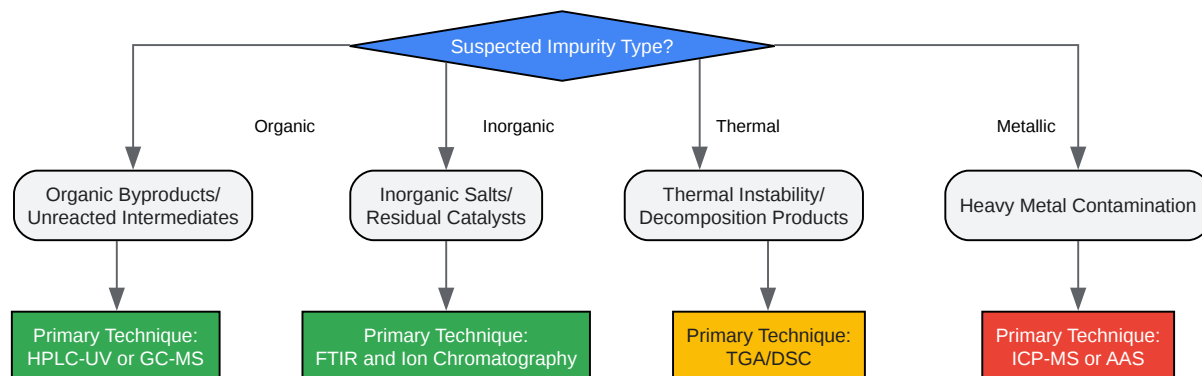 Suspected Impurity Type?
Organic
Inorganic
Thermal
Metallic
Organic Byproducts/
Unreacted Intermediates
Inorganic Salts/
Residual Catalysts
Thermal Instability/
Decomposition Products
Heavy Metal Contamination
Primary Technique:
HPLC-UV or GC-MS
Primary Technique:
FTIR and Ion Chromatography
Primary Technique:
TGA/DSC
Primary Technique:
ICP-MS or AAS